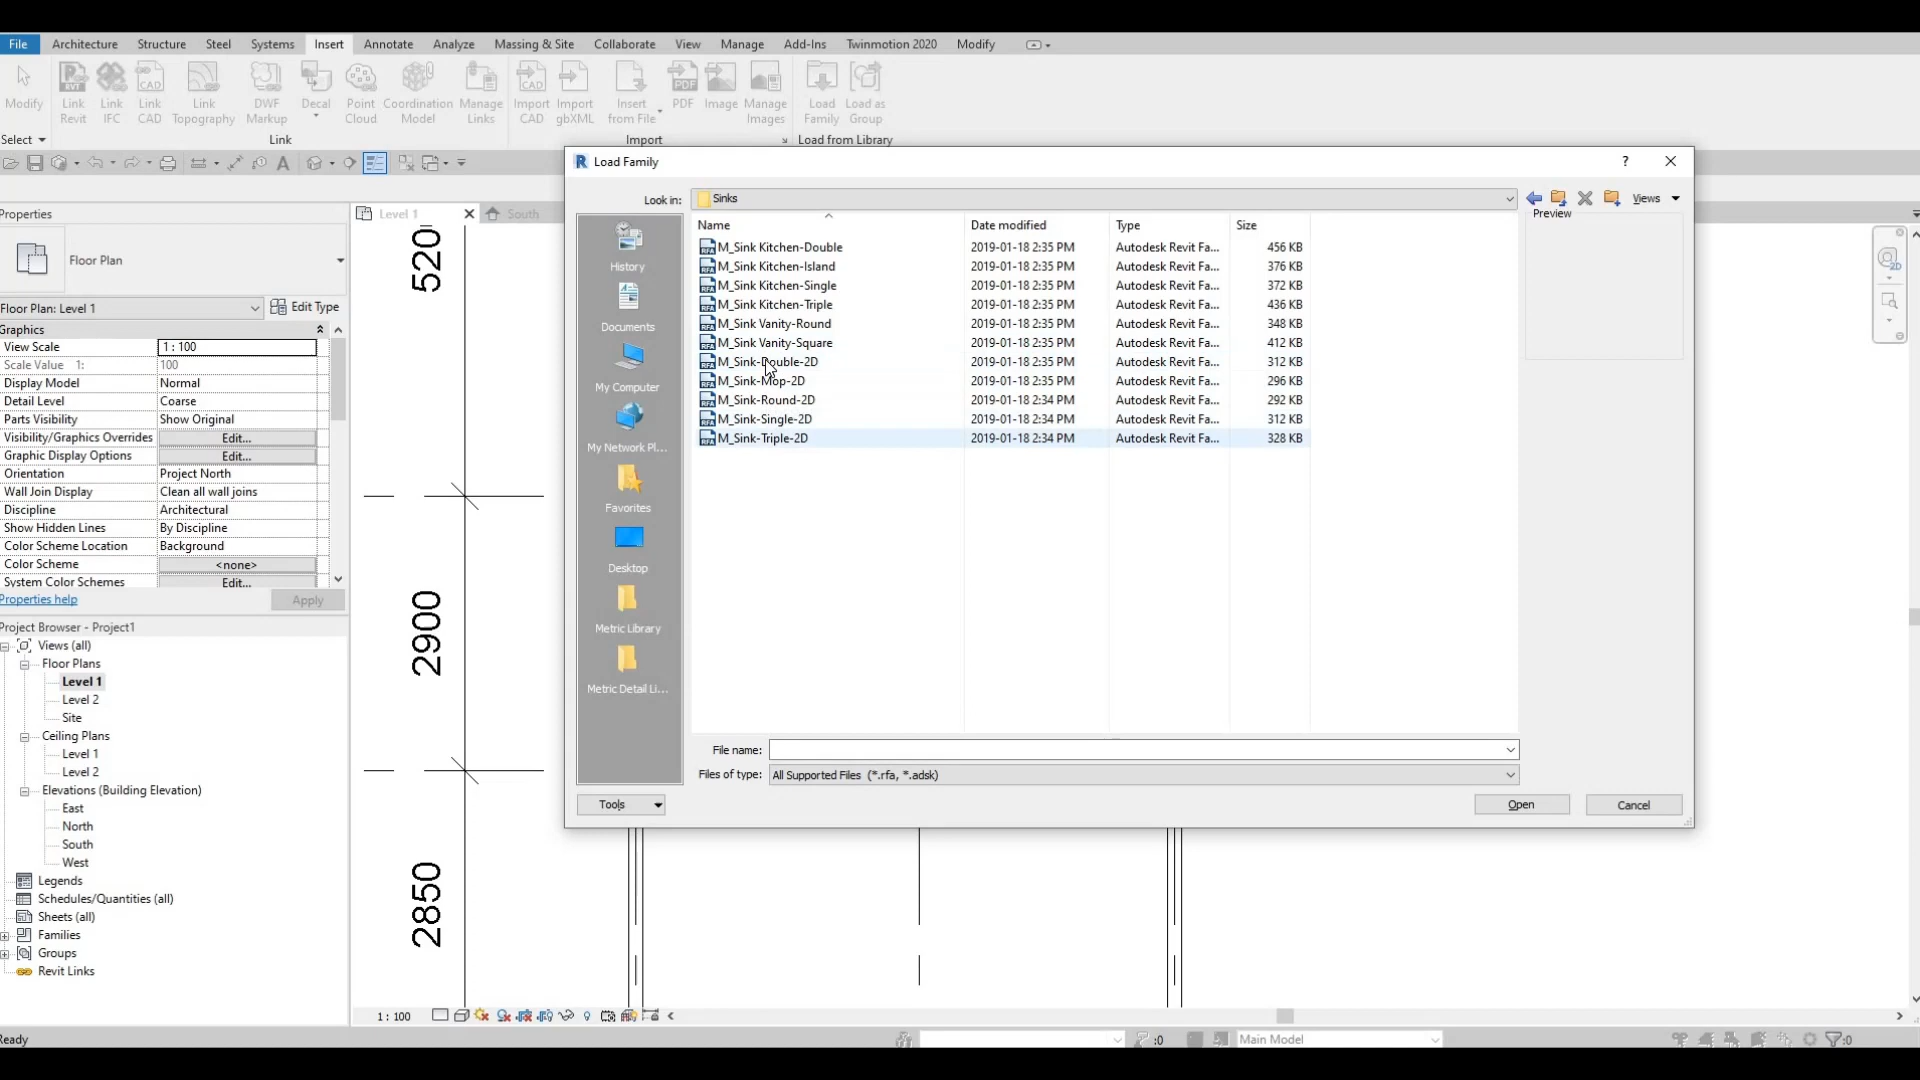 File Architecture Structure Steel Systems Insert Annotate Analyze Massing & Site Collaborate View Manage Add-Ins Twinmotion 2020 Modify
Modify
Link Revit
Link IFC
Link CAD
Link Topography
DWF Markup
Decal
Point Cloud
Coordination Model
Manage Links
Import CAD
Import gbXML
Insert from File
PDF
Image
Manage Images
Load Family
Load as Group
Select
Link
Import
Load from Library
Properties
Floor Plan
Floor Plan: Level 1
Edit Type
Graphics
View Scale 1 : 100
Scale Value 1: 100
Display Model Normal
Detail Level Coarse
Parts Visibility Show Original
Visibility/Graphics Overrides Edit...
Graphic Display Options Edit...
Orientation Project North
Wall Join Display Clean all wall joins
Discipline Architectural
Show Hidden Lines By Discipline
Color Scheme Location Background
Color Scheme <none>
System Color Schemes Edit...
Properties help
Apply
Project Browser - Project1
Views (all)
Floor Plans
Level 1
Level 2
Site
Ceiling Plans
Level 1
Level 2
Elevations (Building Elevation)
East
North
South
West
Legends
Schedules/Quantities (all)
Sheets (all)
Families
Groups
Revit Links
Level 1
South
520
2900
2850
Load Family
? 
Look in:
Sinks
Views
History
Documents
My Computer
My Network Pl...
Favorites
Desktop
Metric Library
Metric Detail Li...
Name Date modified Type Size
M_Sink Kitchen-Double 2019-01-18 2:35 PM Autodesk Revit Fa... 456 KB
M_Sink Kitchen-Island 2019-01-18 2:35 PM Autodesk Revit Fa... 376 KB
M_Sink Kitchen-Single 2019-01-18 2:35 PM Autodesk Revit Fa... 372 KB
M_Sink Kitchen-Triple 2019-01-18 2:35 PM Autodesk Revit Fa... 436 KB
M_Sink Vanity-Round 2019-01-18 2:35 PM Autodesk Revit Fa... 348 KB
M_Sink Vanity-Square 2019-01-18 2:35 PM Autodesk Revit Fa... 412 KB
M_Sink-Double-2D 2019-01-18 2:35 PM Autodesk Revit Fa... 312 KB
M_Sink-Mop-2D 2019-01-18 2:35 PM Autodesk Revit Fa... 296 KB
M_Sink-Round-2D 2019-01-18 2:34 PM Autodesk Revit Fa... 292 KB
M_Sink-Single-2D 2019-01-18 2:34 PM Autodesk Revit Fa... 312 KB
M_Sink-Triple-2D 2019-01-18 2:34 PM Autodesk Revit Fa... 328 KB
Preview
File name:
Files of type: All Supported Files (*.rfa, *.adsk)
Tools
Open
Cancel
1 : 100
Ready
:0
Main Model
:0